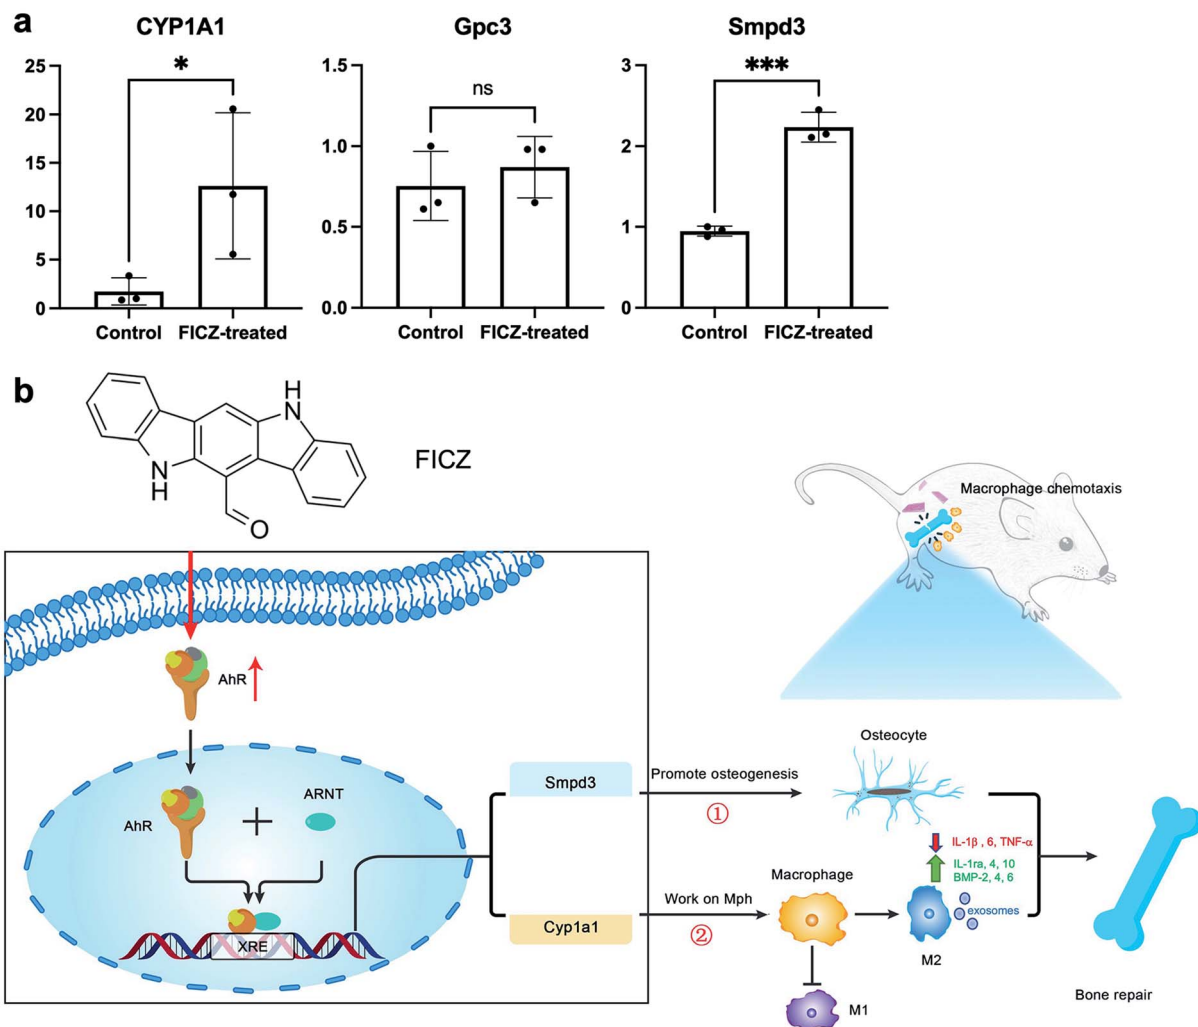 a
CYP1A1
Gpc3
Smpd3
25
20
15
10
5
0
*
Control
FICZ-treated
1.5
1.0
0.5
0.0
ns
Control
FICZ-treated
3
2
1
0
***
Control
FICZ-treated
b
H
N
N
H
O
FICZ
Macrophage chemotaxis
AhR
AhR
ARNT
XRE
Smpd3
Cyp1a1
Promote osteogenesis
①
Osteocyte
IL-1β , 6, TNF-α
IL-1ra, 4, 10
BMP-2, 4, 6
Work on Mph
②
Macrophage
exosomes
M2
M1
Bone repair